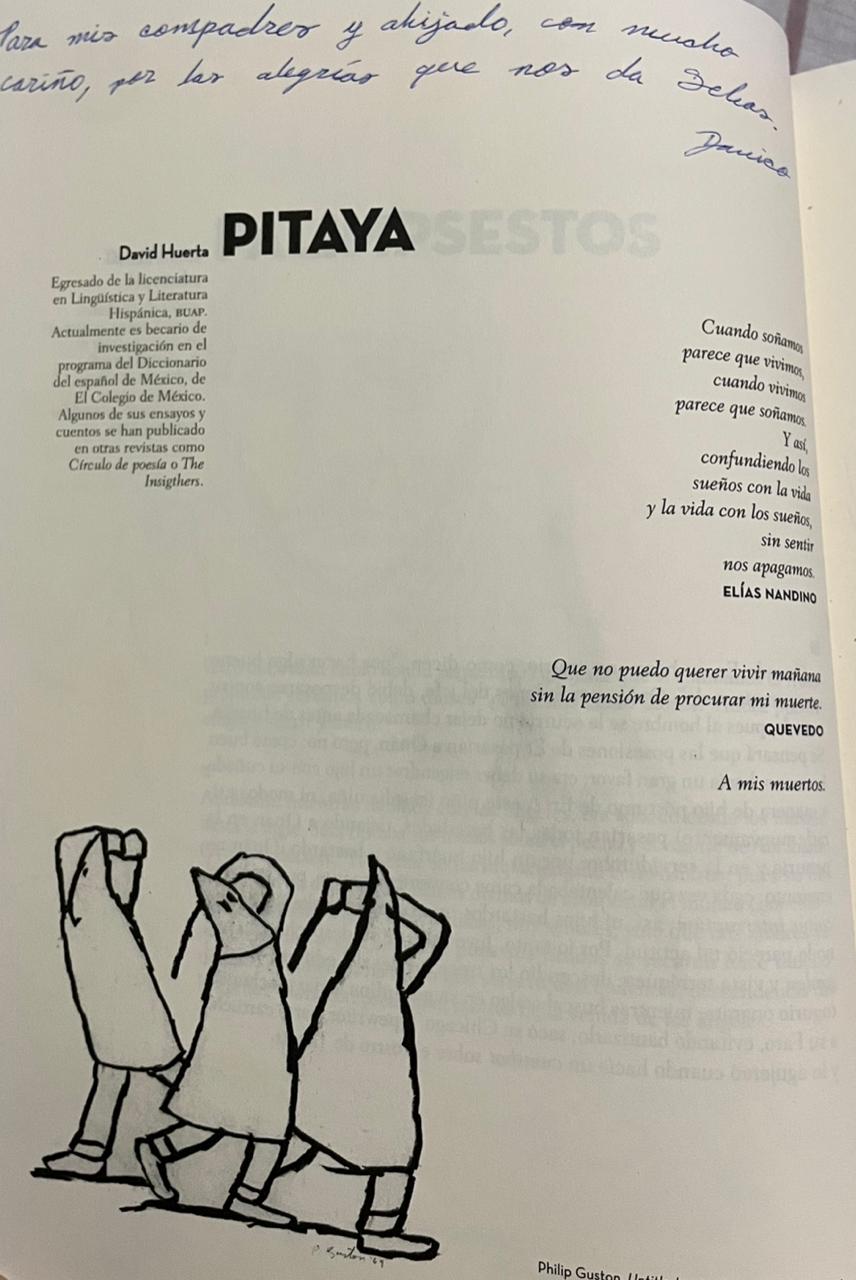 Para mis compadres y ahijado, con mucho
cariño, por las alegrías que nos da Sebas.
PITAYA
David Huerta
Egresado de la licenciatura
en Lingüística y Literatura
Hispánica, BUAP.
Actualmente es becario de
investigación en el
programa del Diccionario
del español de México, de
El Colegio de México.
Algunos de sus ensayos y
cuentos se han publicado
en otras revistas como
Círculo de poesía o The
Insigthers.
Cuando soñamos
parece que vivimos,
cuando vivimos
parece que soñamos.
Y así,
confundiendo los
sueños con la vida
y la vida con los sueños,
sin sentir
nos apagamos.
ELÍAS NANDINO
Que no puedo querer vivir mañana
sin la pensión de procurar mi muerte.
QUEVEDO
A mis muertos.
P. Guston '69
Philip Guston,